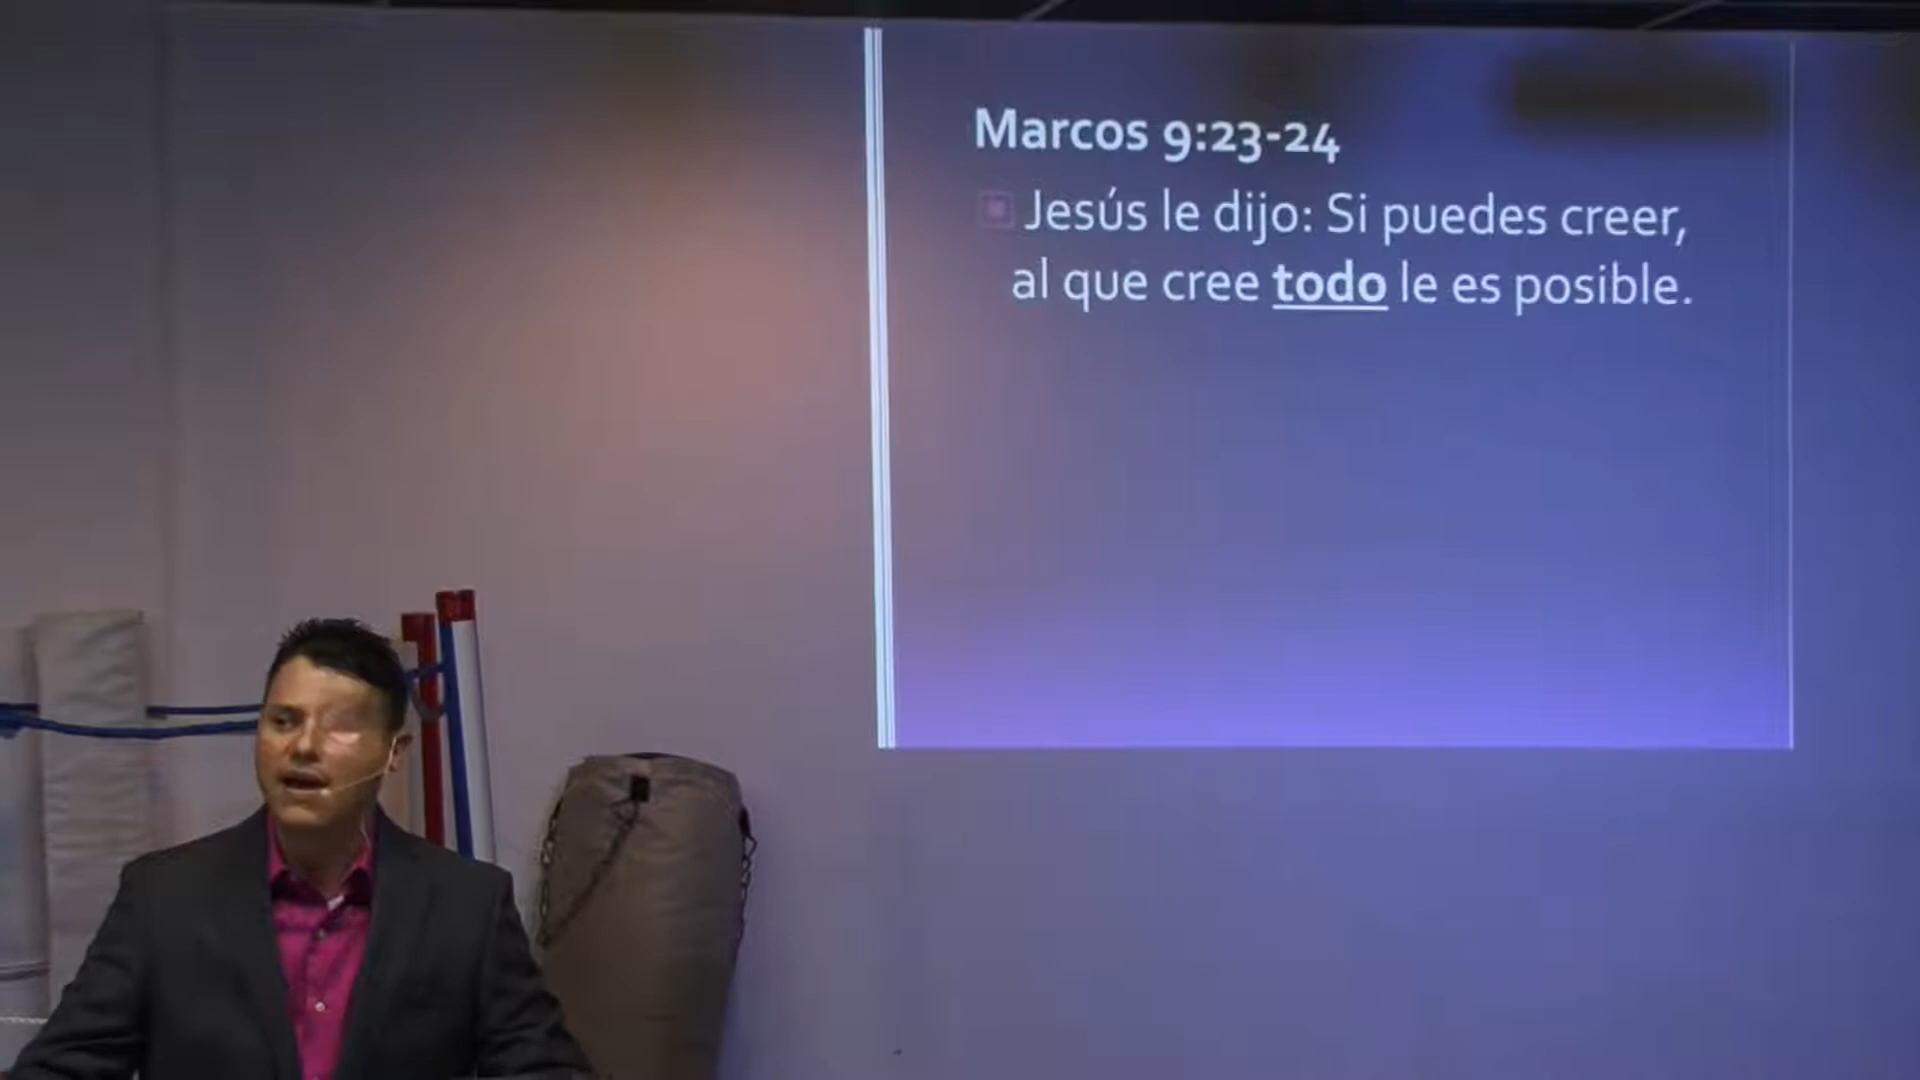 Marcos 9:23-24
Jesús le dijo: Si puedes creer,
al que cree todo le es posible.